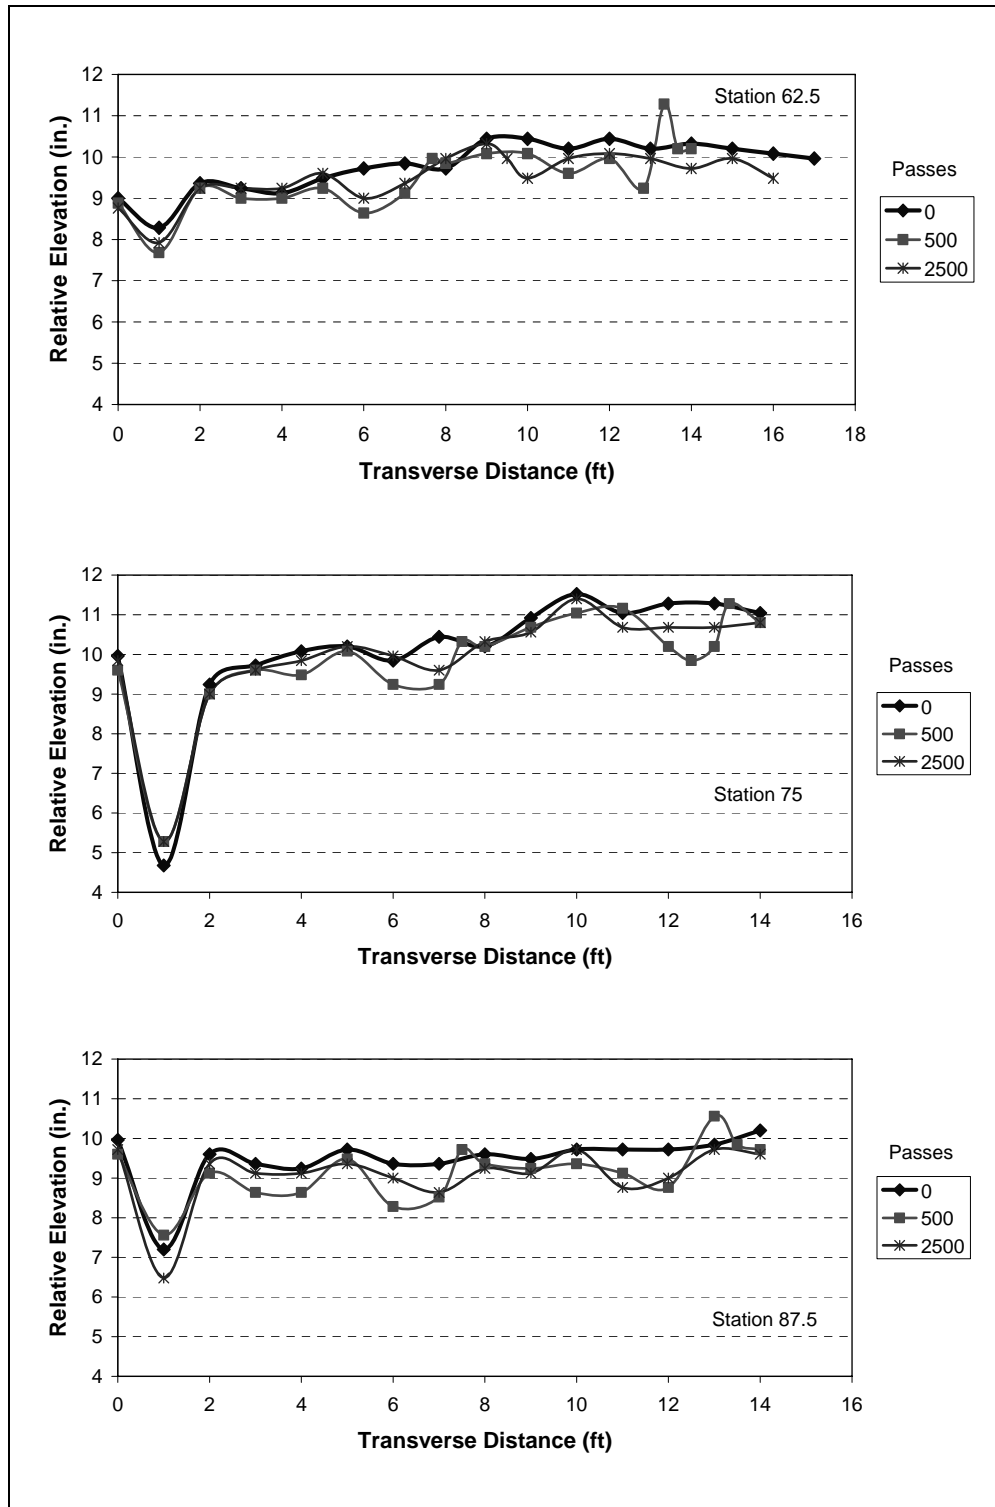 Station 62.5
Relative Elevation (in.)
12
11
10
9
8
7
6
5
4
0 2 4 6 8 10 12 14 16 18
Transverse Distance (ft)
Passes
0
500
2500
Station 75
Relative Elevation (in.)
12
11
10
9
8
7
6
5
4
0 2 4 6 8 10 12 14 16
Transverse Distance (ft)
Passes
0
500
2500
Station 87.5
Relative Elevation (in.)
12
11
10
9
8
7
6
5
4
0 2 4 6 8 10 12 14 16
Transverse Distance (ft)
Passes
0
500
2500